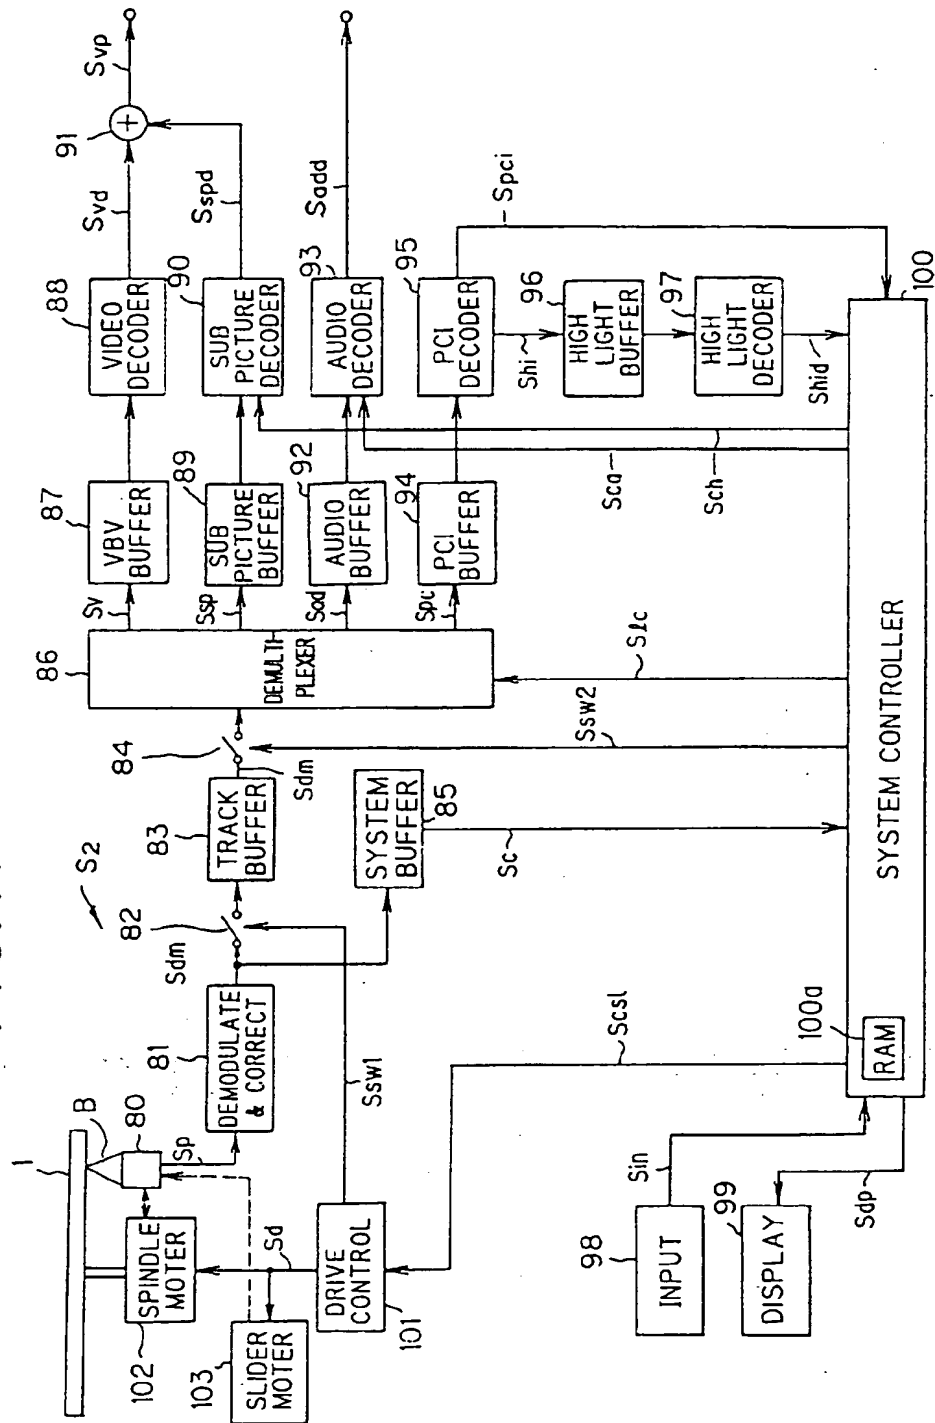 1
B
80
Sp
SPINDLE
MOTER
102
SLIDER
MOTER
103
Sd
DRIVE
CONTROL
101
81
DEMODULATE
& CORRECT
Sdm
82
S2
Ssw1
TRACK
BUFFER
83
84
Sdm
SYSTEM
BUFFER
85
Sc
Ssw2
Slc
86
DEMULTI-
PLEXER
Sv
Ssp
Sad
Spc
87
VBV
BUFFER
89
SUB
PICTURE
BUFFER
92
AUDIO
BUFFER
94
PCI
BUFFER
88
VIDEO
DECODER
90
SUB
PICTURE
DECODER
93
AUDIO
DECODER
95
PCI
DECODER
Svd
91
+
Svp
Sspd
Sadd
Spci
Shi
96
HIGH
LIGHT
BUFFER
97
HIGH
LIGHT
DECODER
Shid
Sca
Sch
100
SYSTEM CONTROLLER
100a
RAM
Scsl
Sin
98
INPUT
99
DISPLAY
Sdp